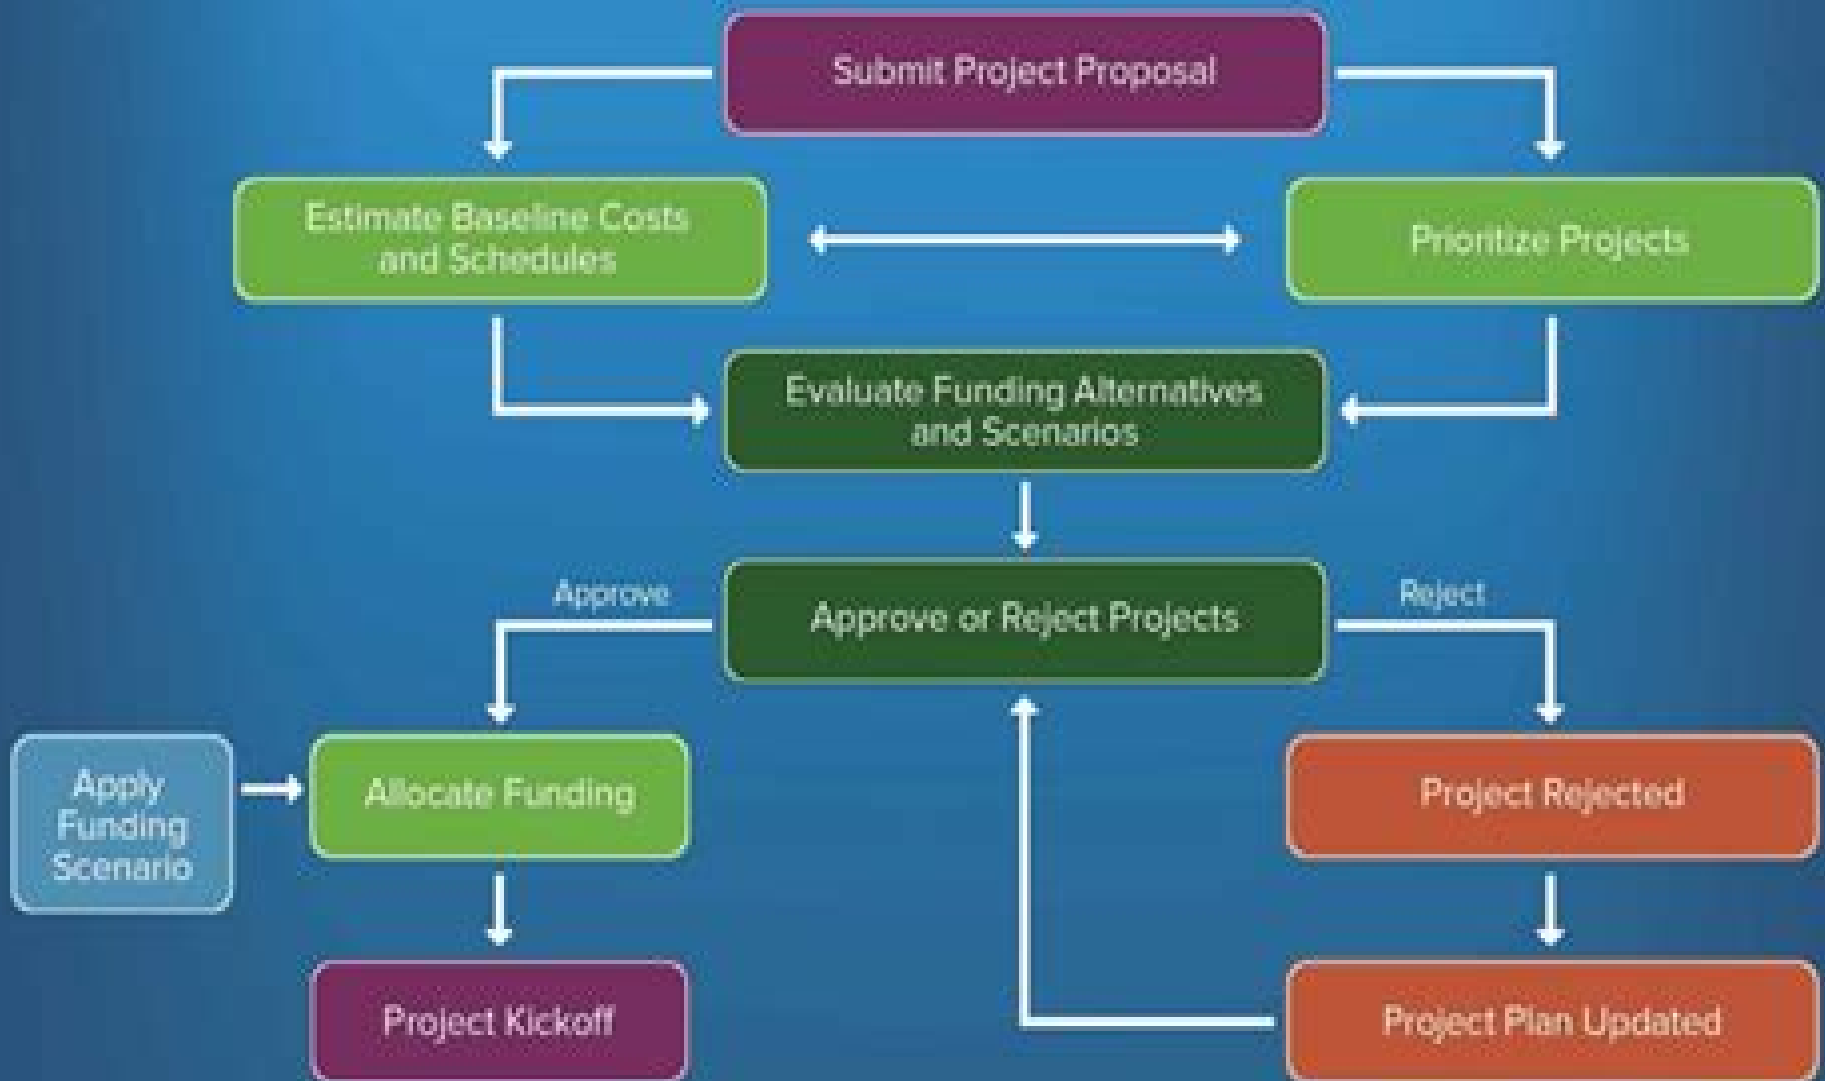 Submit Project Proposal
Estimate Baseline Costs
and Schedules
Prioritize Projects
Evaluate Funding Alternatives
and Scenarios
Approve
Approve or Reject Projects
Reject
Apply
Funding
Scenario
Allocate Funding
Project Rejected
Project Kickoff
Project Plan Updated